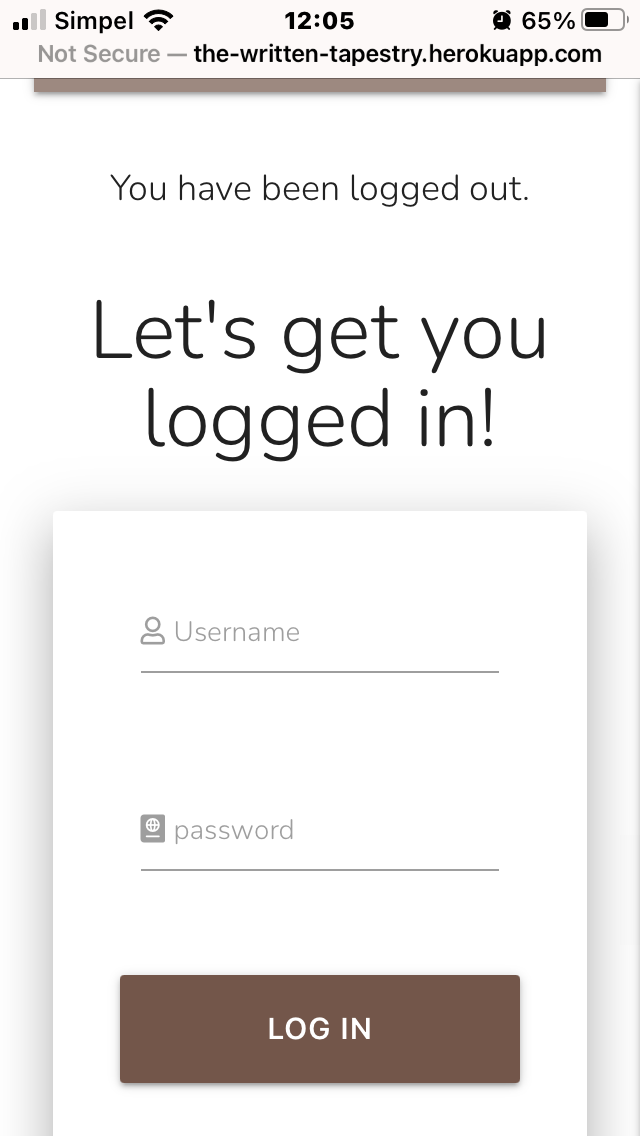 Simpel 12:05 65%
Not Secure — the-written-tapestry.herokuapp.com
You have been logged out.
Let's get you
logged in!
Username
password
LOG IN